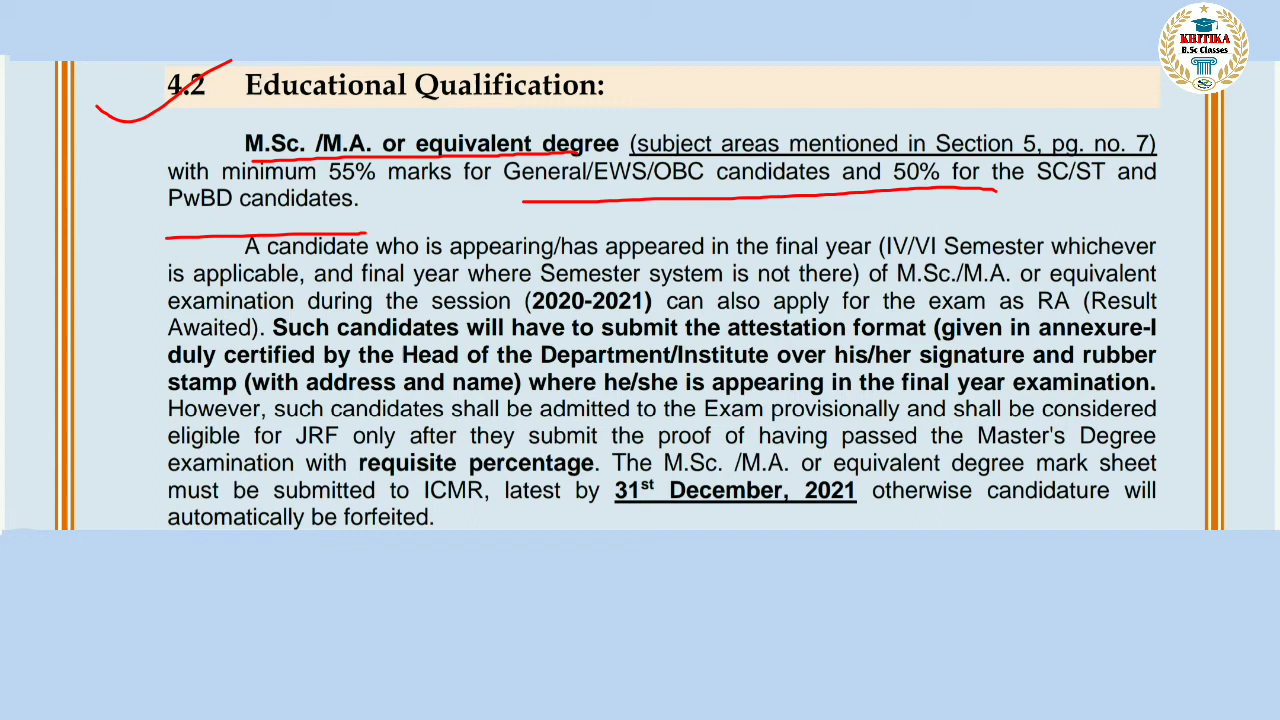 KRITIKA
B.Sc Classes
4.2 Educational Qualification:
M.Sc. /M.A. or equivalent degree (subject areas mentioned in Section 5, pg. no. 7)
with minimum 55% marks for General/EWS/OBC candidates and 50% for the SC/ST and
PwBD candidates.
A candidate who is appearing/has appeared in the final year (IV/VI Semester whichever
is applicable, and final year where Semester system is not there) of M.Sc./M.A. or equivalent
examination during the session (2020-2021) can also apply for the exam as RA (Result
Awaited). Such candidates will have to submit the attestation format (given in annexure-I
duly certified by the Head of the Department/Institute over his/her signature and rubber
stamp (with address and name) where he/she is appearing in the final year examination.
However, such candidates shall be admitted to the Exam provisionally and shall be considered
eligible for JRF only after they submit the proof of having passed the Master's Degree
examination with requisite percentage. The M.Sc. /M.A. or equivalent degree mark sheet
must be submitted to ICMR, latest by 31st December, 2021 otherwise candidature will
automatically be forfeited.